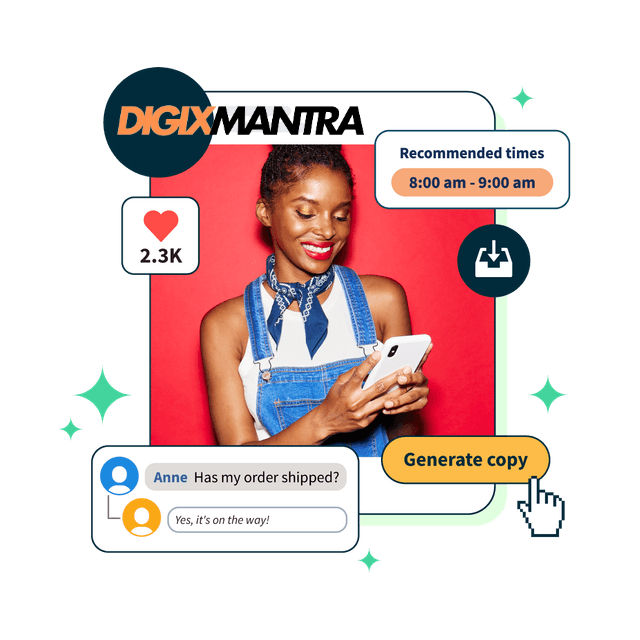 DIGIXMANTRA
Recommended times
8:00 am - 9:00 am
2.3K
Generate copy
Anne Has my order shipped?
Yes, it's on the way!